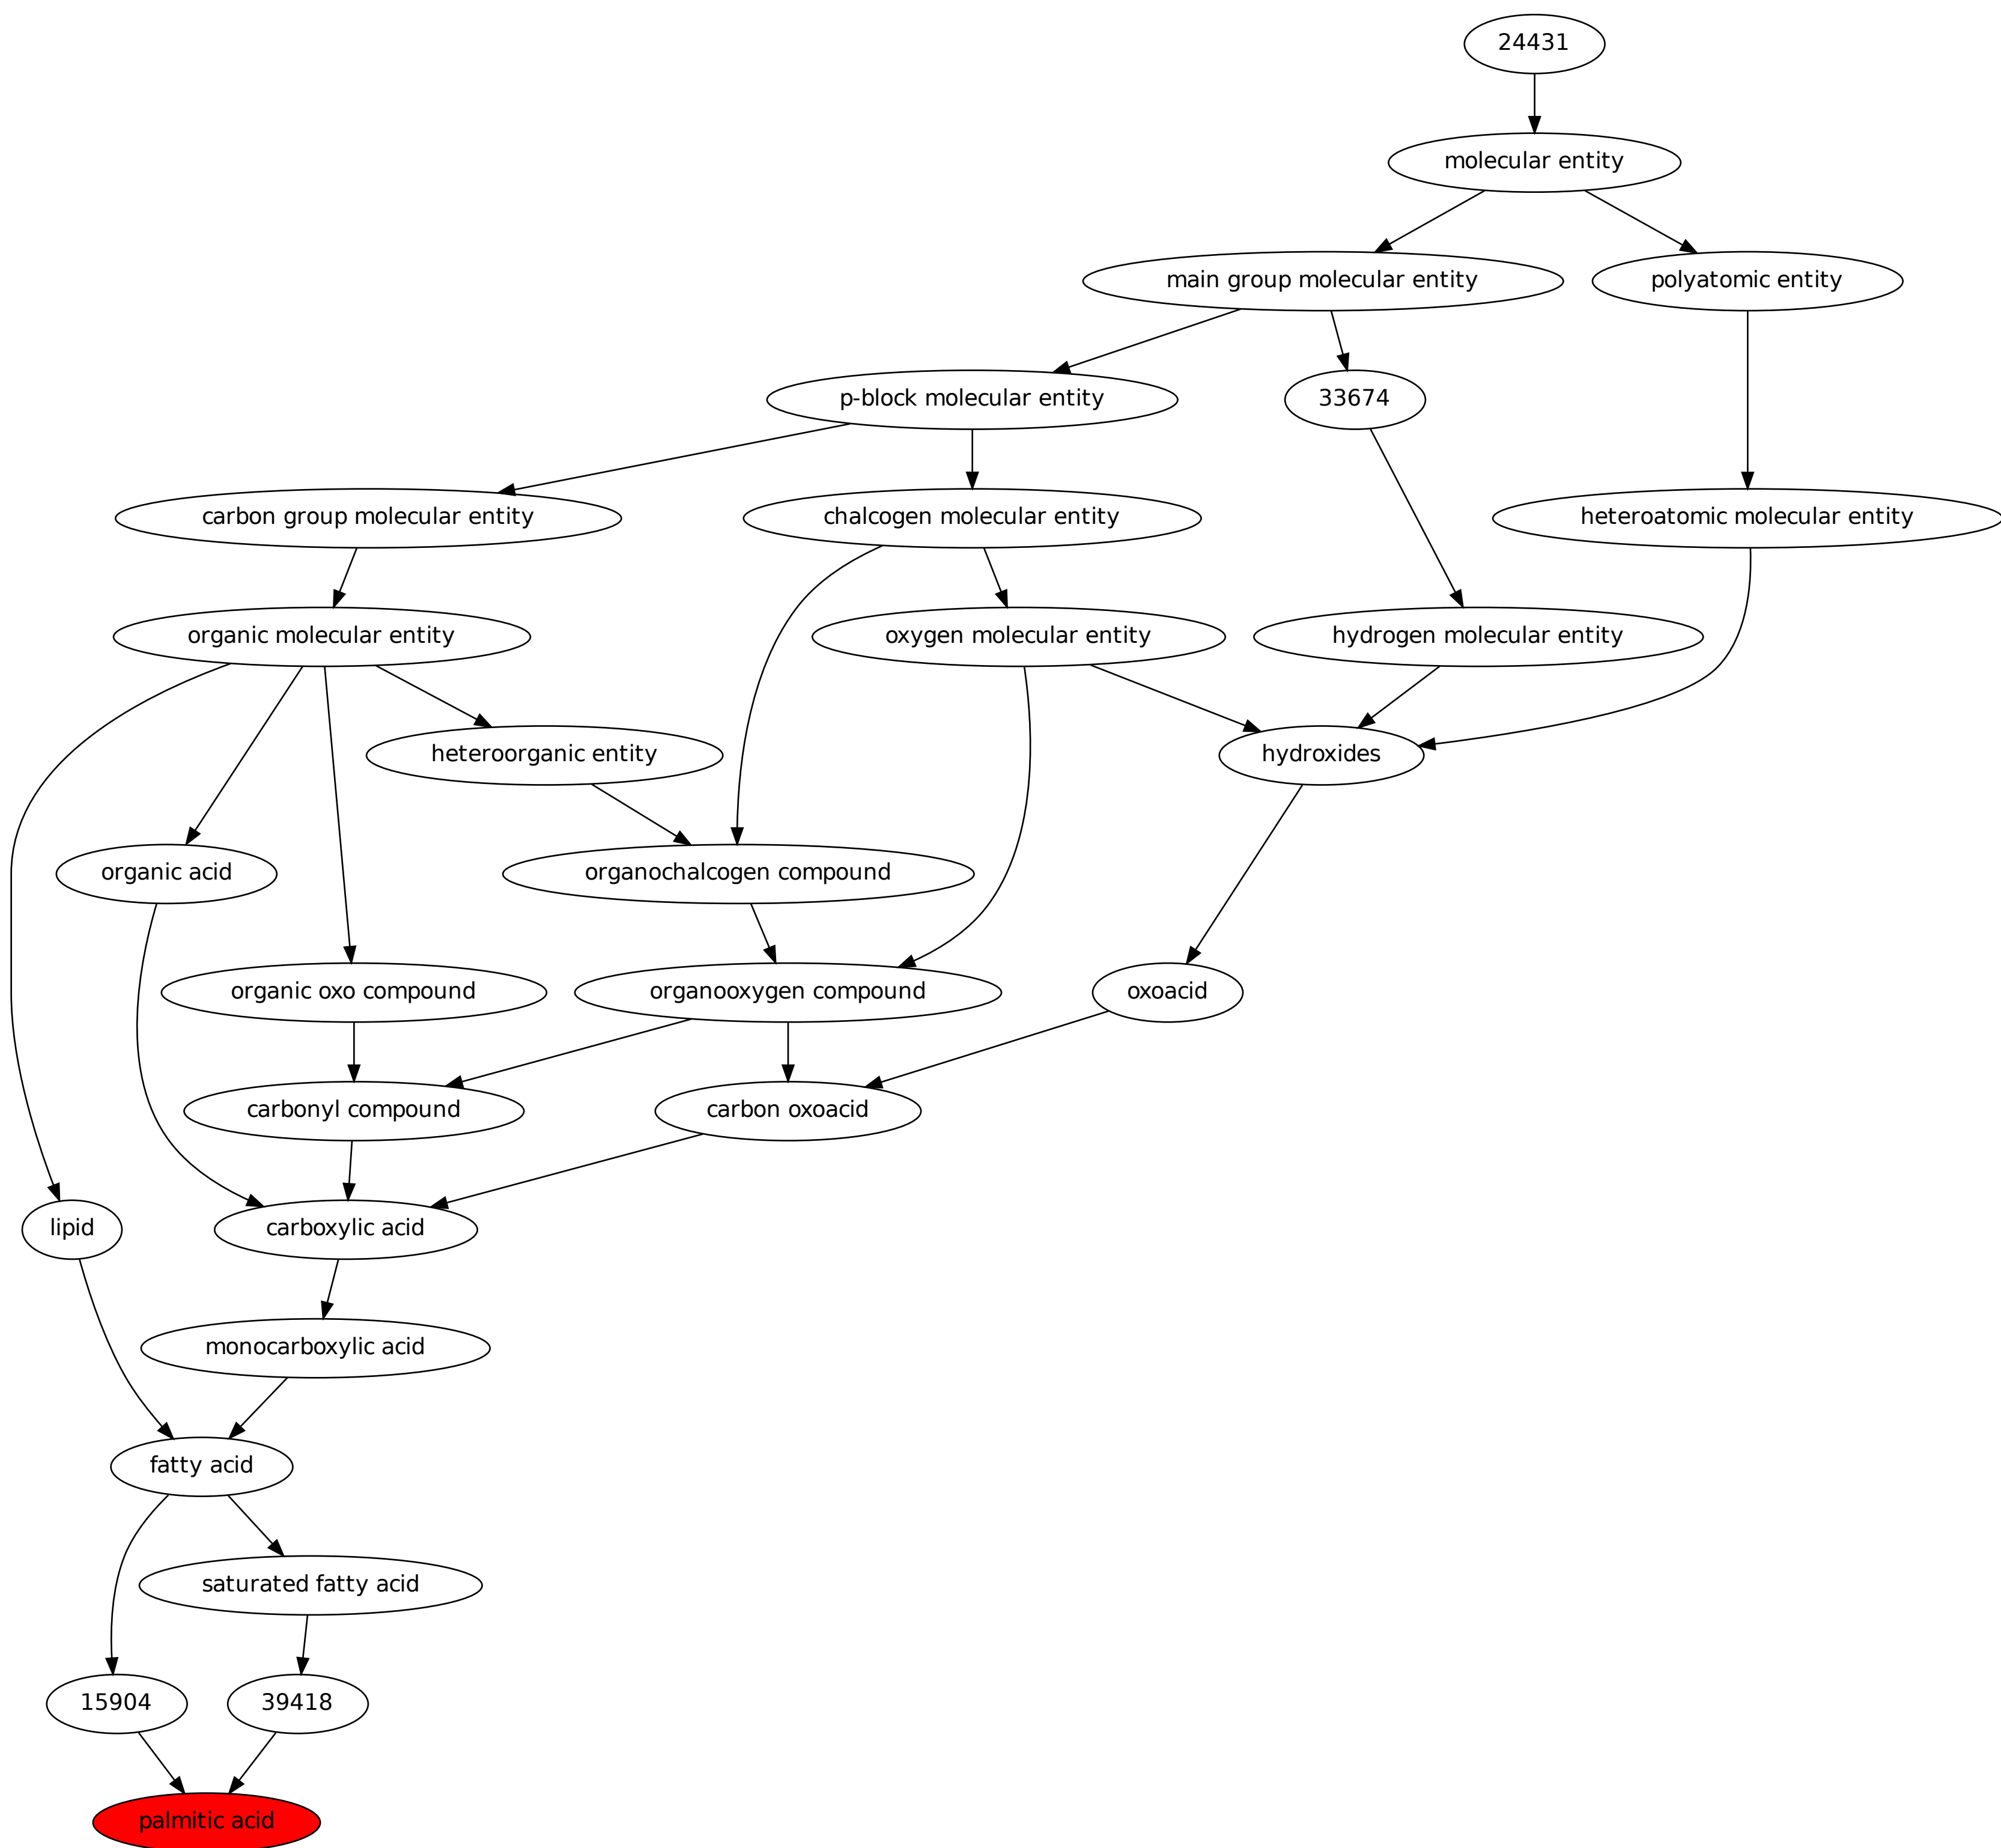 24431
molecular entity
main group molecular entity
polyatomic entity
p-block molecular entity
33674
carbon group molecular entity
chalcogen molecular entity
heteroatomic molecular entity
organic molecular entity
oxygen molecular entity
hydrogen molecular entity
heteroorganic entity
hydroxides
organic acid
organochalcogen compound
organic oxo compound
organooxygen compound
oxoacid
carbonyl compound
carbon oxoacid
lipid
carboxylic acid
monocarboxylic acid
fatty acid
saturated fatty acid
15904
39418
palmitic acid